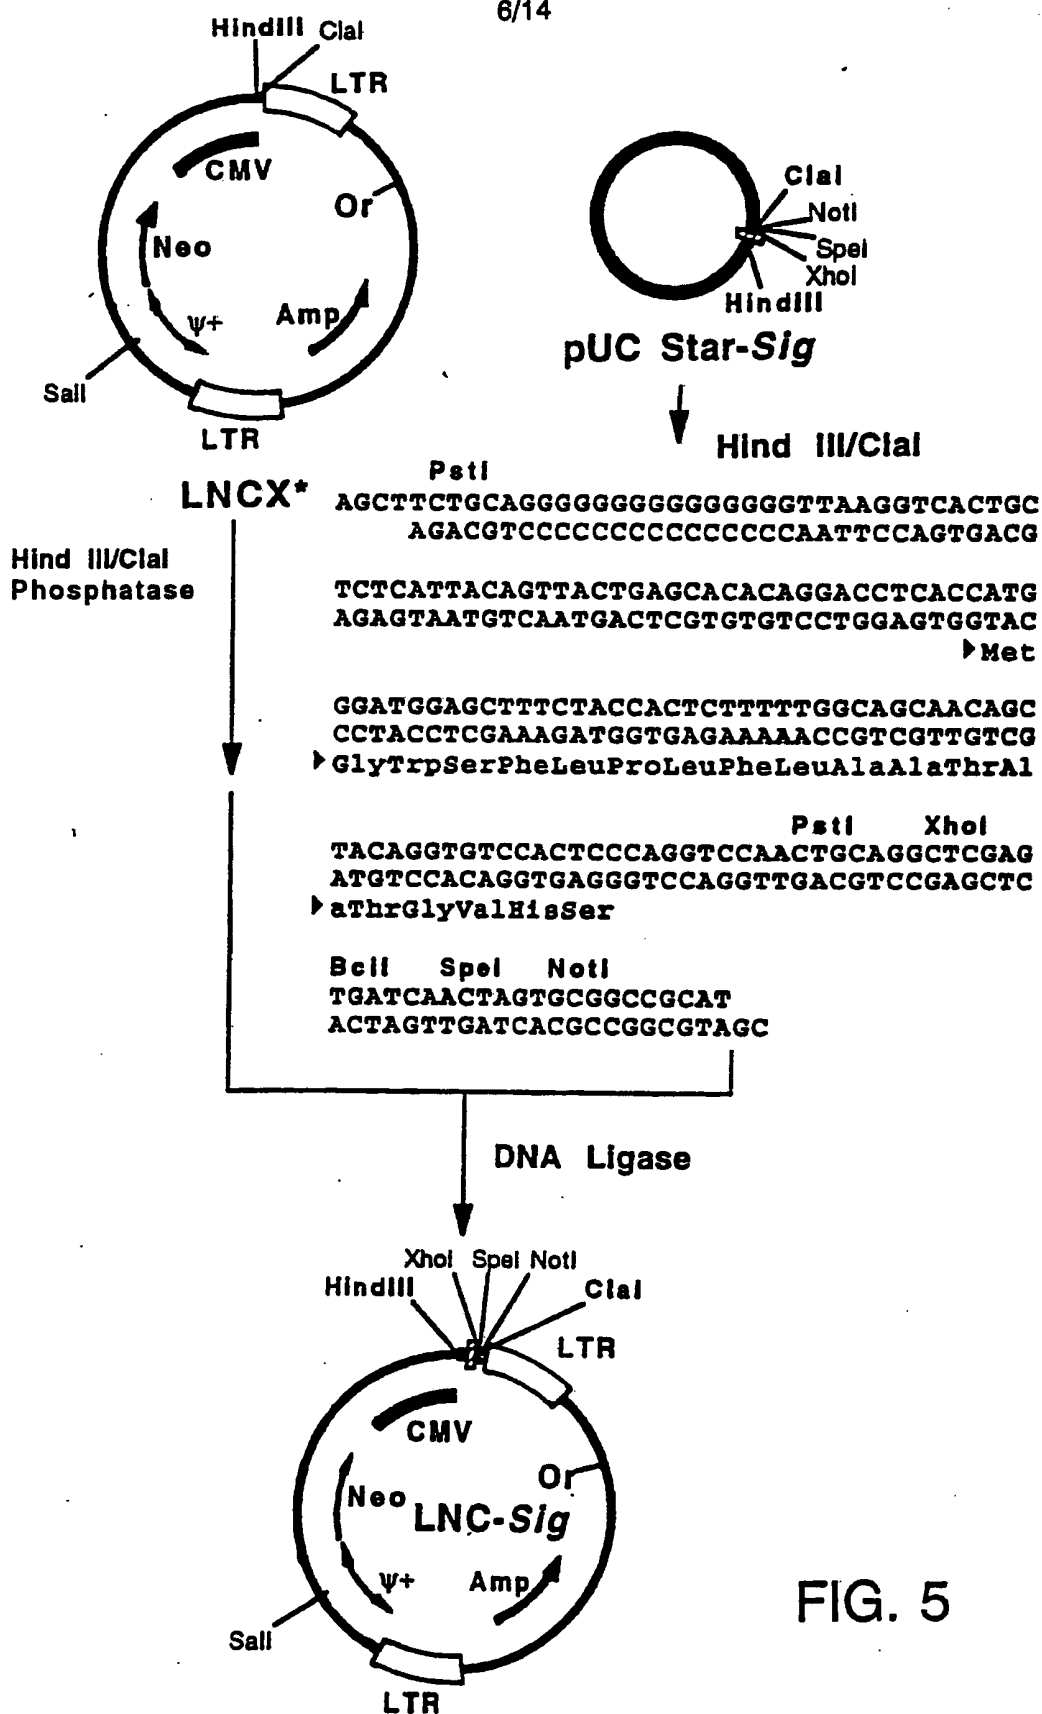 6/14
HindIII ClaI
LTR
CMV
Or
Neo
Amp
ψ+
SalI
LTR
LNCX*
ClaI
NotI
SpeI
XhoI
HindIII
pUC Star-Sig
Hind III/ClaI
Hind III/ClaI
Phosphatase
PstI
AGCTTCTGCAGGGGGGGGGGGGGGGTTAAGGTCACTGC
AGACGTCCCCCCCCCCCCCCCAATTCCAGTGACG
TCTCATTACAGTTACTGAGCACACAGGACCTCACCATG
AGAGTAATGTCAATGACTCGTGTGTCCTGGAGTGGTAC
Met
GGATGGAGCTTTCTACCACTCTTTTTGGCAGCAACAGC
CCTACCTCGAAAGATGGTGAGAAAAACCGTCGTTGTCG
GlyTrpSerPheLeuProLeuPheLeuAlaAlaThrAl
PstI XhoI
TACAGGTGTCCACTCCCAGGTCCAACTGCAGGCTCGAG
ATGTCCACAGGTGAGGGTCCAGGTTGACGTCCGAGCTC
aThrGlyValHisSer
BclI SpeI NotI
TGATCAACTAGTGCGGCCGCAT
ACTAGTTGATCACGCCGGCGTAGC
DNA Ligase
XhoI SpeI NotI
HindIII ClaI
LTR
CMV
Or
Neo
LNC-Sig
ψ+
Amp
SalI
LTR
FIG. 5